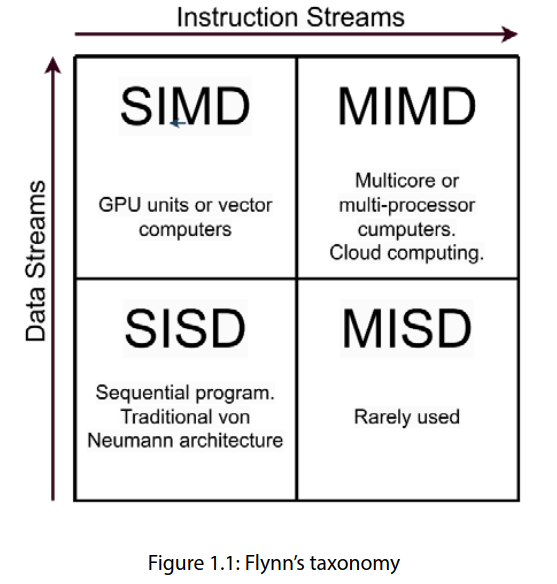 Instruction Streams
Data Streams
SIMD
GPU units or vector
computers
MIMD
Multicore or
multi-processor
cumputers.
Cloud computing.
SISD
Sequential program.
Traditional von
Neumann architecture
MISD
Rarely used
Figure 1.1: Flynn’s taxonomy